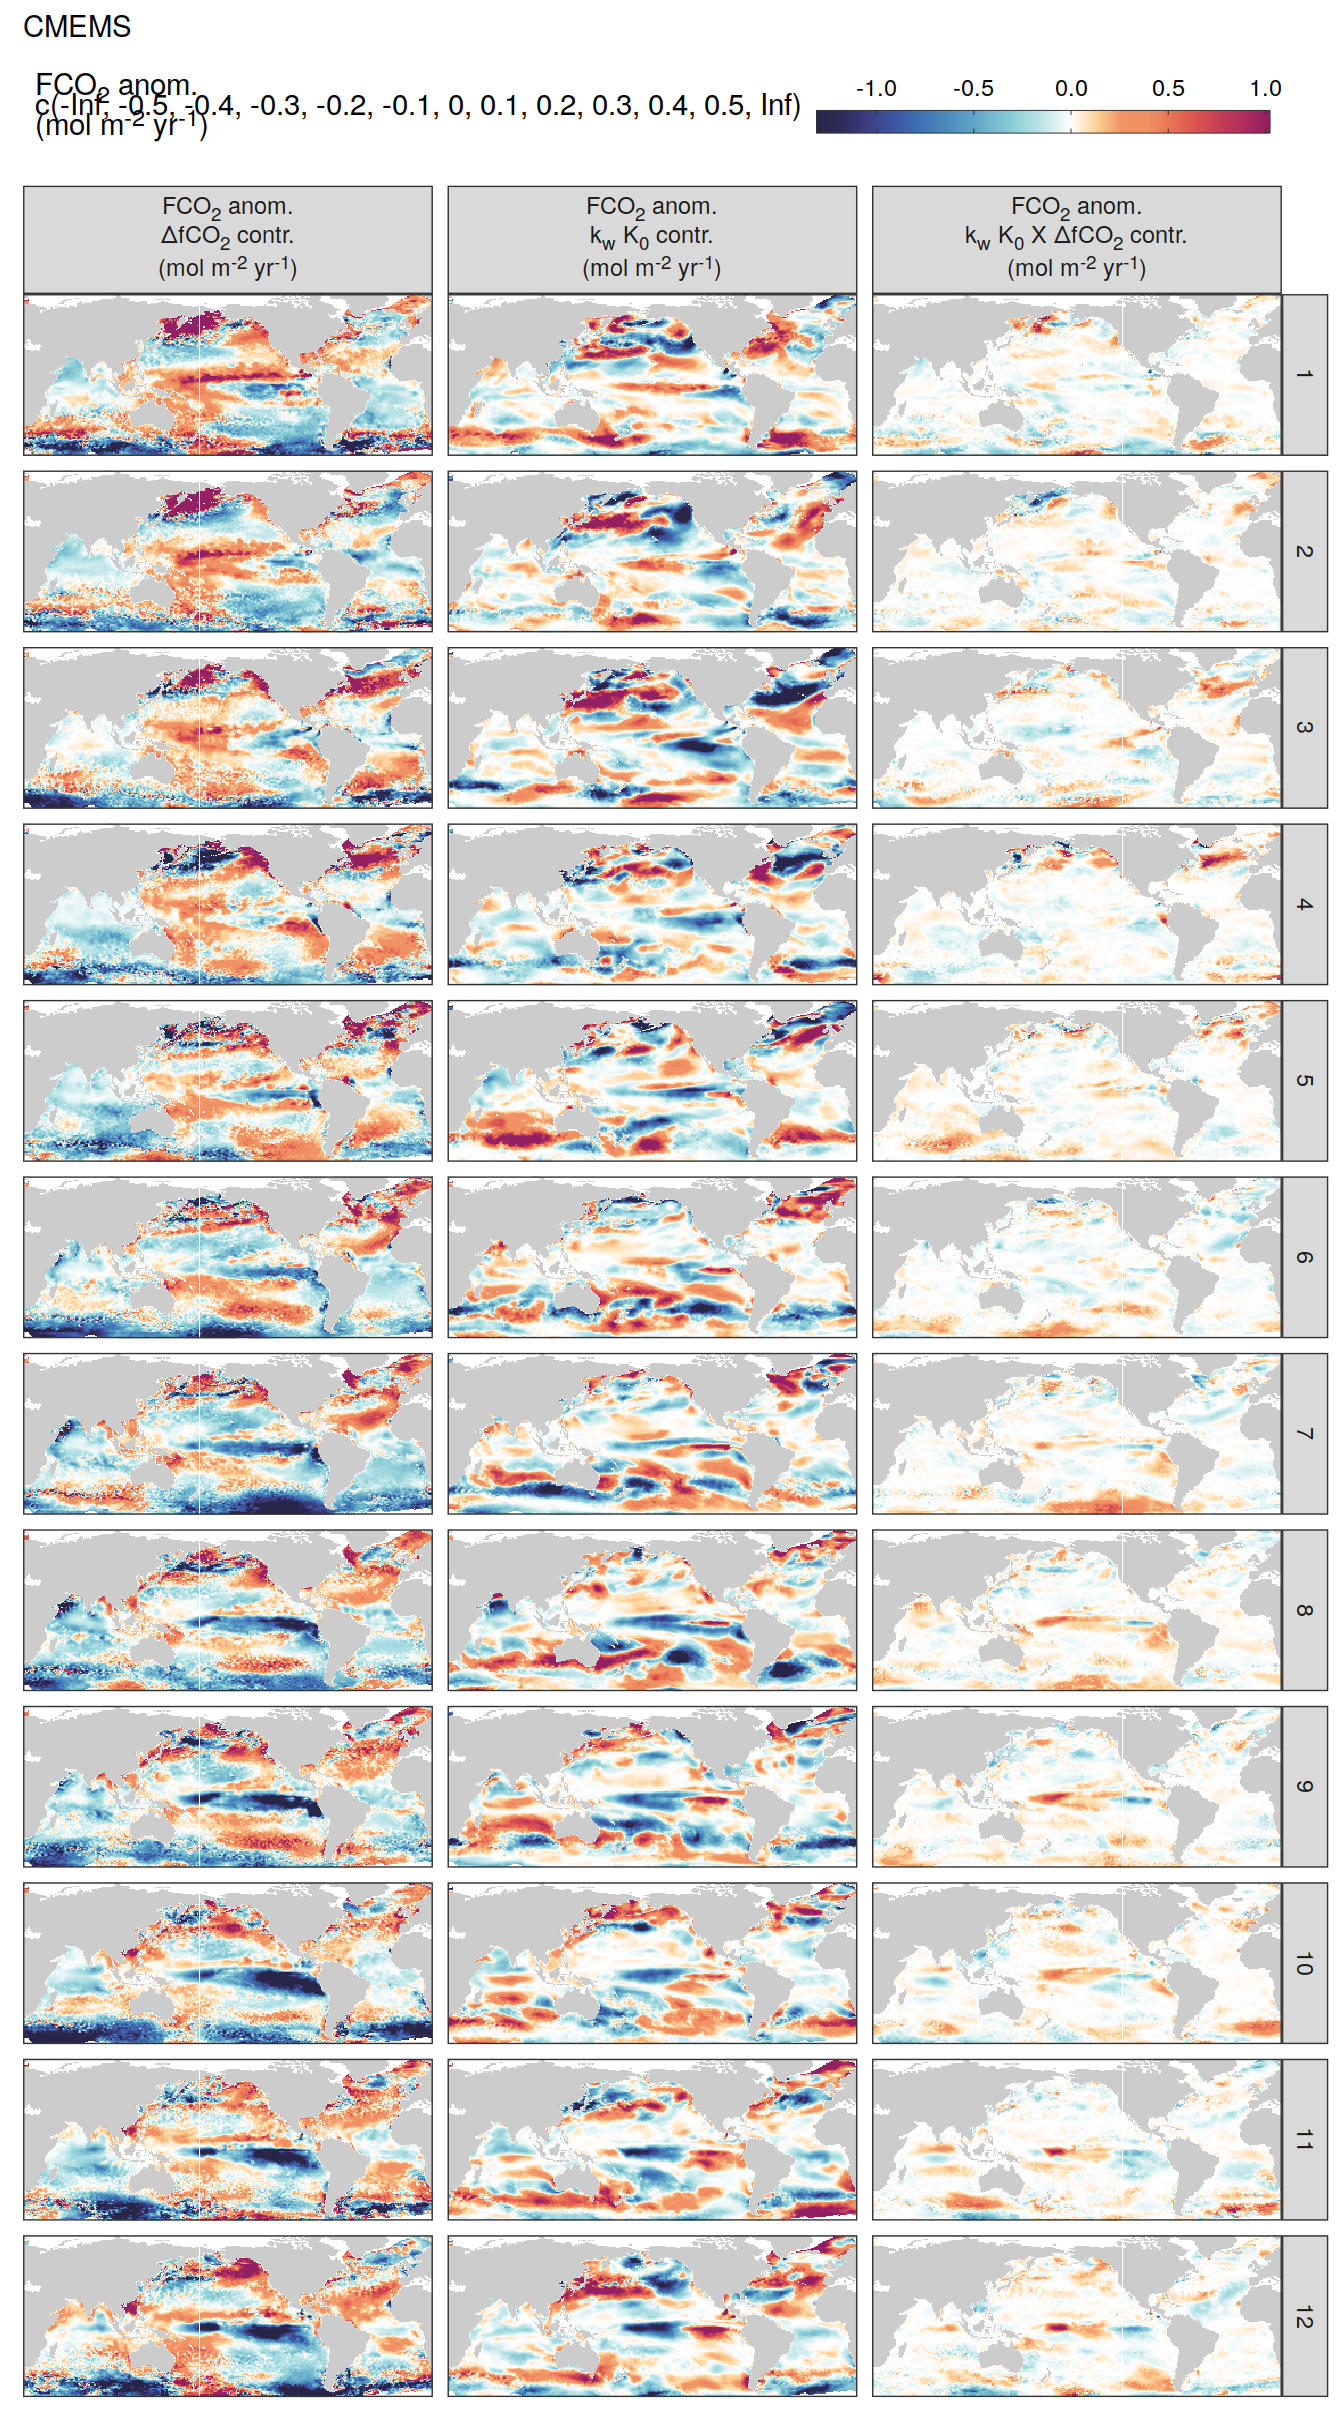 CMEMS
FCO₂ anom.
c(-Inf, -0.5, -0.4, -0.3, -0.2, -0.1, 0, 0.1, 0.2, 0.3, 0.4, 0.5, Inf)
(mol m⁻² yr⁻¹)
-1.0 -0.5 0.0 0.5 1.0
FCO₂ anom.
ΔfCO₂ contr.
(mol m⁻² yr⁻¹)
FCO₂ anom.
k_w K₀ contr.
(mol m⁻² yr⁻¹)
FCO₂ anom.
k_w K₀ X ΔfCO₂ contr.
(mol m⁻² yr⁻¹)
1
2
3
4
5
6
7
8
9
10
11
12